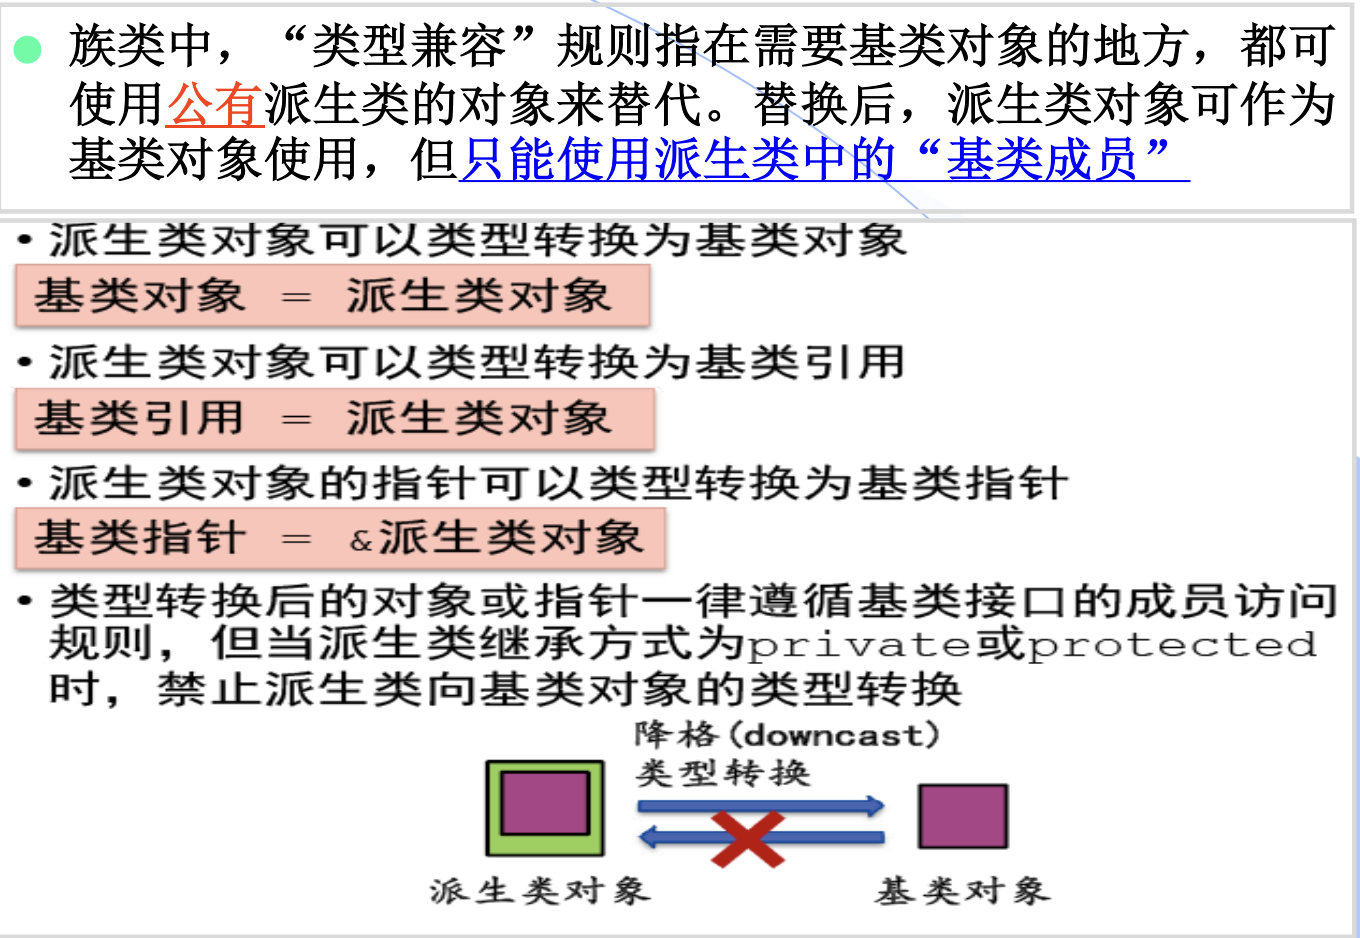 族类中，“类型兼容”规则指在需要基类对象的地方，都可
使用公有派生类的对象来替代。替换后，派生类对象可作为
基类对象使用，但只能使用派生类中的“基类成员”
• 派生类对象可以类型转换为基类对象
基类对象 = 派生类对象
• 派生类对象可以类型转换为基类引用
基类引用 = 派生类对象
• 派生类对象的指针可以类型转换为基类指针
基类指针 = &派生类对象
• 类型转换后的对象或指针一律遵循基类接口的成员访问
规则，但当派生类继承方式为private或protected
时，禁止派生类向基类对象的类型转换
降格(downcast)
类型转换
派生类对象
基类对象